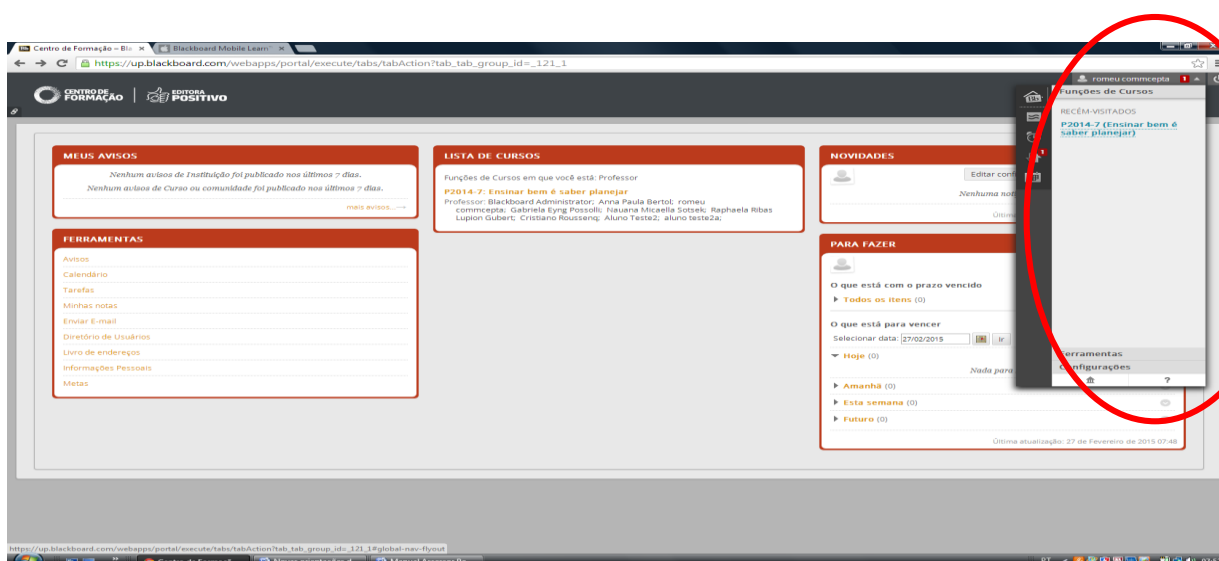 Centro de Formação – Bla
Blackboard Mobile Learn™
https://up.blackboard.com/webapps/portal/execute/tabs/tabAction?tab_tab_group_id=_121_1
romeu commcepta 1
CENTRO DE FORMAÇÃO
EDITORA POSITIVO
Funções de Cursos
RECÉM-VISITADOS
P2014-7 (Ensinar bem é
saber planejar)
1
Ferramentas
Configurações
?
MEUS AVISOS
Nenhum avisos de Instituição foi publicado nos últimos 7 dias.
Nenhum avisos de Curso ou comunidade foi publicado nos últimos 7 dias.
mais avisos...→
FERRAMENTAS
Avisos
Calendário
Tarefas
Minhas notas
Enviar E-mail
Diretório de Usuários
Livro de endereços
Informações Pessoais
Metas
LISTA DE CURSOS
Funções de Cursos em que você está: Professor
P2014-7: Ensinar bem é saber planejar
Professor: Blackboard Administrator; Anna Paula Bertol; romeu
commcepta; Gabriela Eyng Possolli; Nauana Micaella Sotsek; Raphaela Ribas
Lupion Gubert; Cristiano Rousseng; Aluno Teste2; aluno teste2a;
NOVIDADES
Editar conf
Nenhuma not
Última
PARA FAZER
O que está com o prazo vencido
Todos os itens (0)
O que está para vencer
Selecionar data: 27/02/2015 Ir
Hoje (0)
Nada para
Amanhã (0)
Esta semana (0)
Futuro (0)
Última atualização: 27 de Fevereiro de 2015 07:48
https://up.blackboard.com/webapps/portal/execute/tabs/tabAction?tab_tab_group_id=_121_1#global-nav-flyout
PT